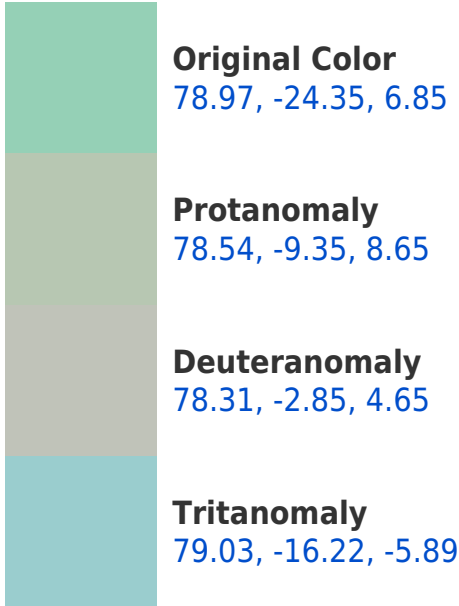 Original Color
78.97, -24.35, 6.85
Protanomaly
78.54, -9.35, 8.65
Deuteranomaly
78.31, -2.85, 4.65
Tritanomaly
79.03, -16.22, -5.89